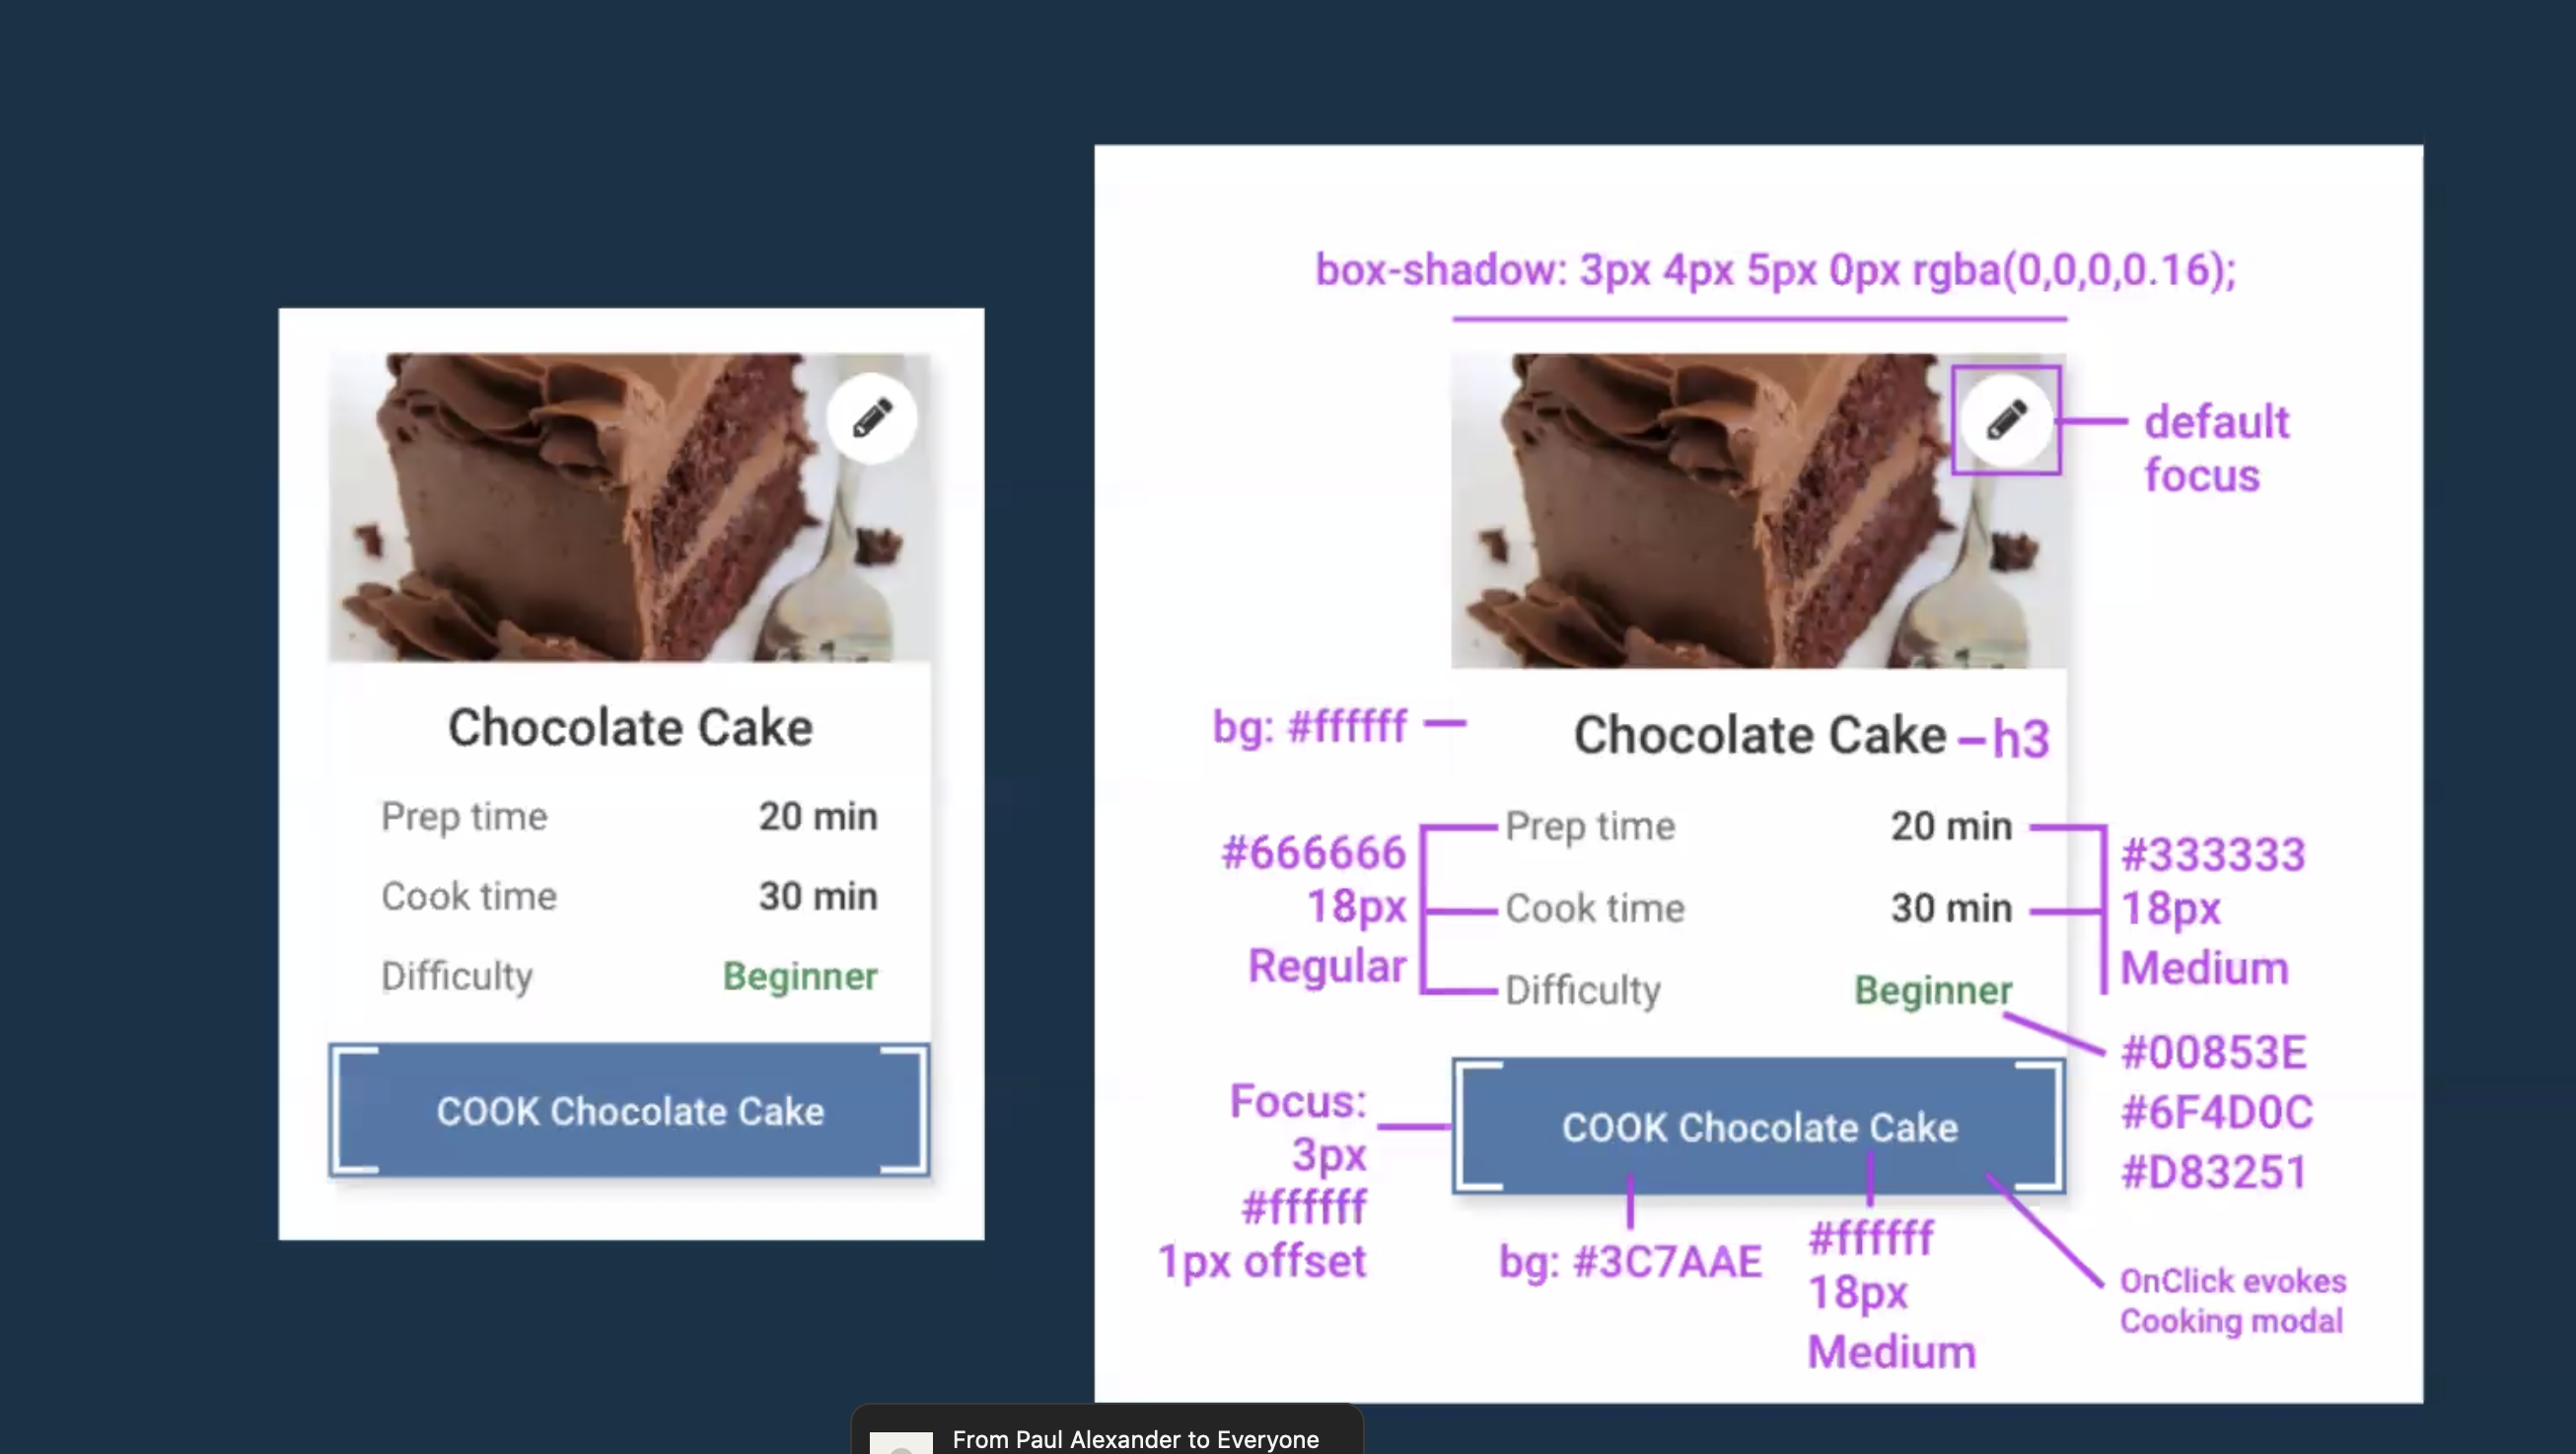 Chocolate Cake
Prep time 20 min
Cook time 30 min
Difficulty Beginner
COOK Chocolate Cake
box-shadow: 3px 4px 5px 0px rgba(0,0,0,0.16);
default
focus
bg: #ffffff
Chocolate Cake
h3
#666666
18px
Regular
Prep time 20 min
Cook time 30 min
Difficulty Beginner
#333333
18px
Medium
#00853E
#6F4D0C
#D83251
Focus:
3px
#ffffff
1px offset
COOK Chocolate Cake
bg: #3C7AAE
#ffffff
18px
Medium
OnClick evokes
Cooking modal
From Paul Alexander to Everyone